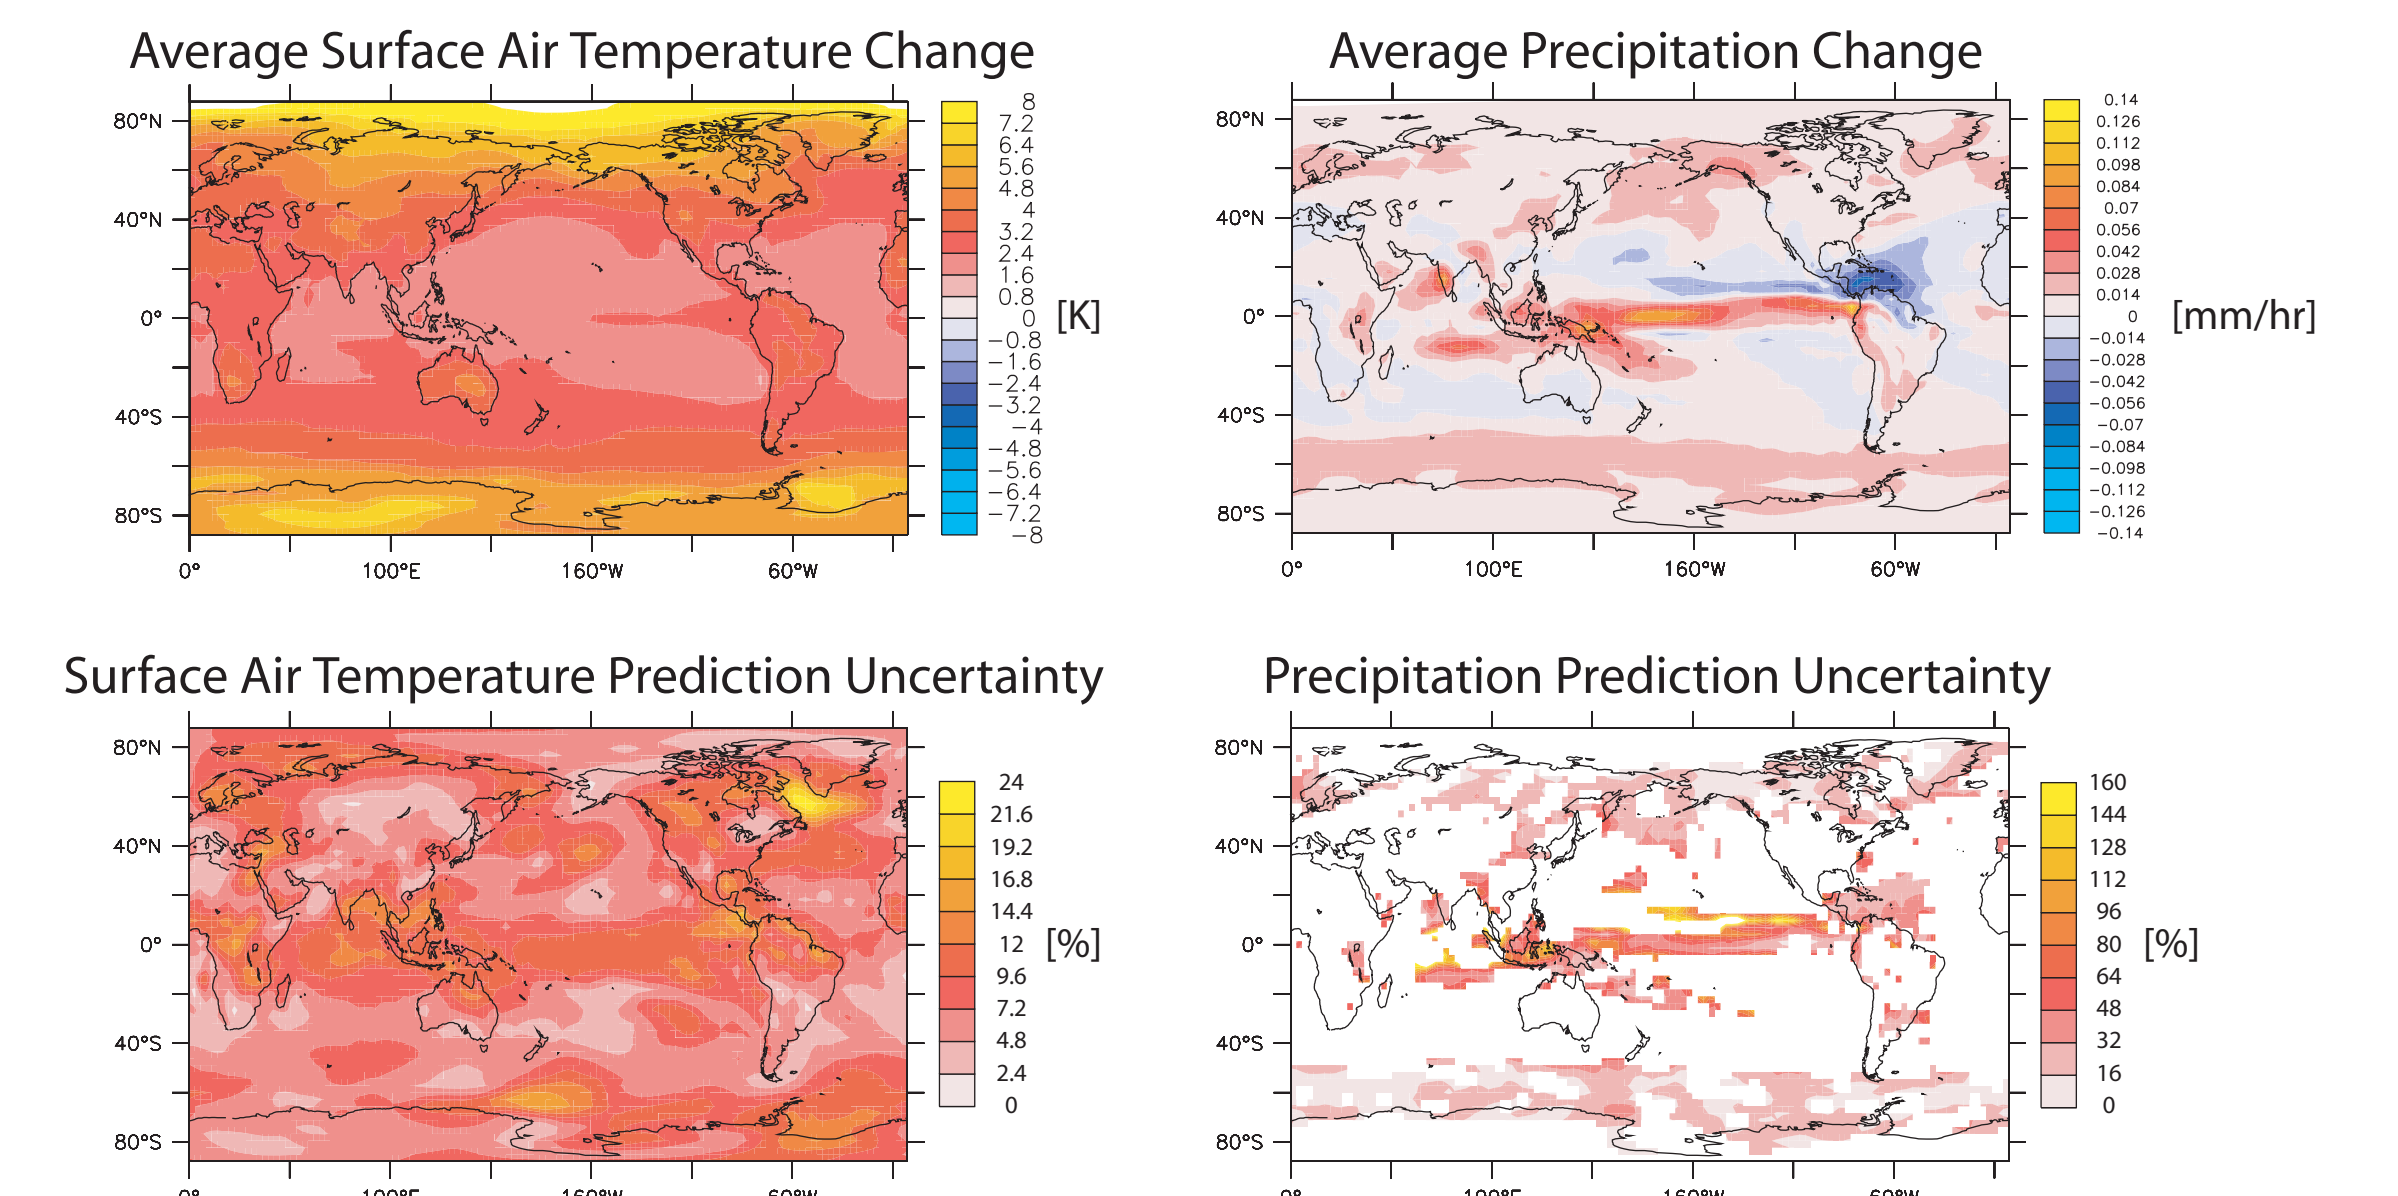 Average Surface Air Temperature Change
80°N
40°N
0°
40°S
80°S
0°
100°E
160°W
60°W
8
7.2
6.4
5.6
4.8
4
3.2
2.4
1.6
0.8
0
−0.8
−1.6
−2.4
−3.2
−4
−4.8
−5.6
−6.4
−7.2
−8
[K]
Average Precipitation Change
80°N
40°N
0°
40°S
80°S
0°
100°E
160°W
60°W
0.14
0.126
0.112
0.098
0.084
0.07
0.056
0.042
0.028
0.014
0
−0.014
−0.028
−0.042
−0.056
−0.07
−0.084
−0.098
−0.112
−0.126
−0.14
[mm/hr]
Surface Air Temperature Prediction Uncertainty
80°N
40°N
0°
40°S
80°S
0°
100°E
160°W
60°W
24
21.6
19.2
16.8
14.4
12
9.6
7.2
4.8
2.4
0
[%]
Precipitation Prediction Uncertainty
80°N
40°N
0°
40°S
80°S
0°
100°E
160°W
60°W
160
144
128
112
96
80
64
48
32
16
0
[%]